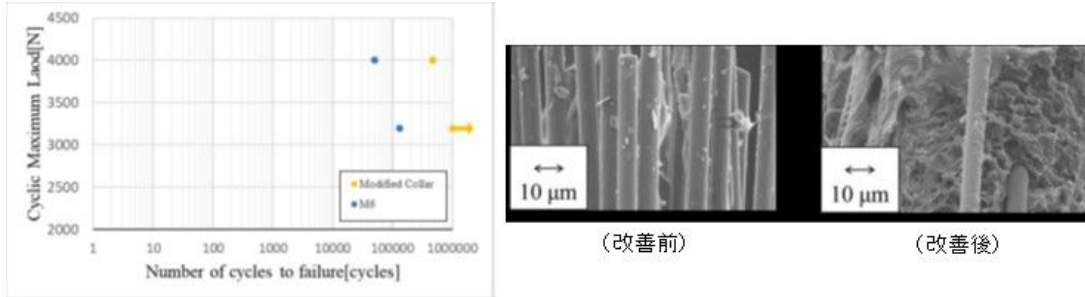 Cyclic Maximum Laod[N]
4500
4000
3500
3000
2500
2000
Modified Collar
M6
1
10
100
1000
10000
100000
1000000
Number of cycles to failure[cycles]
10 µm
(改善前)
10 µm
(改善後)